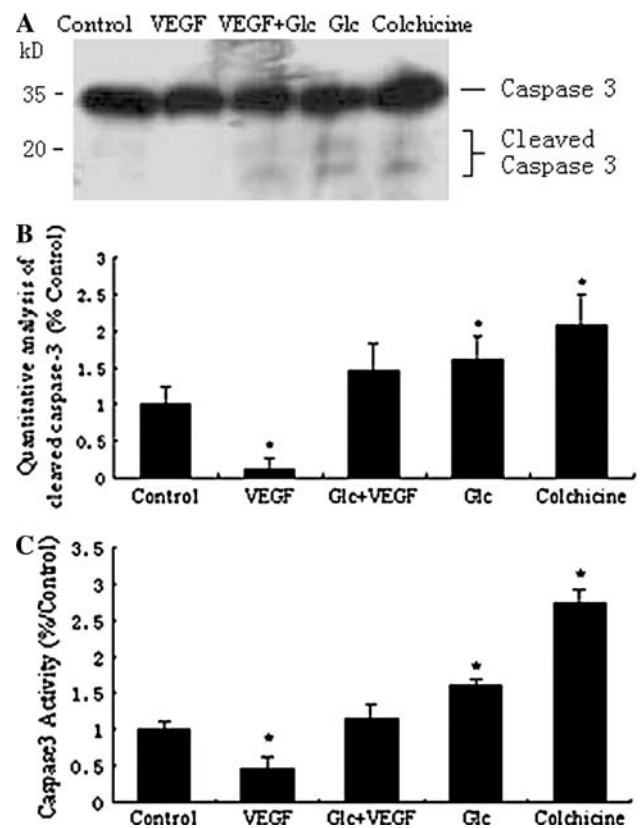 A Control VEGF VEGF+Glc Glc Colchicine
kD
35 - — Caspase 3
20 - Cleaved
Caspase 3
B
Quantitative analysis of
cleaved caspase-3 (% Control)
3
2.5
2
1.5
1
0.5
0
* * *
Control VEGF Glc+VEGF Glc Colchicine
C
Caspase3 Activity (%/Control)
3.5
3
2.5
2
1.5
1
0.5
0
* * *
Control VEGF Glc+VEGF Glc Colchicine